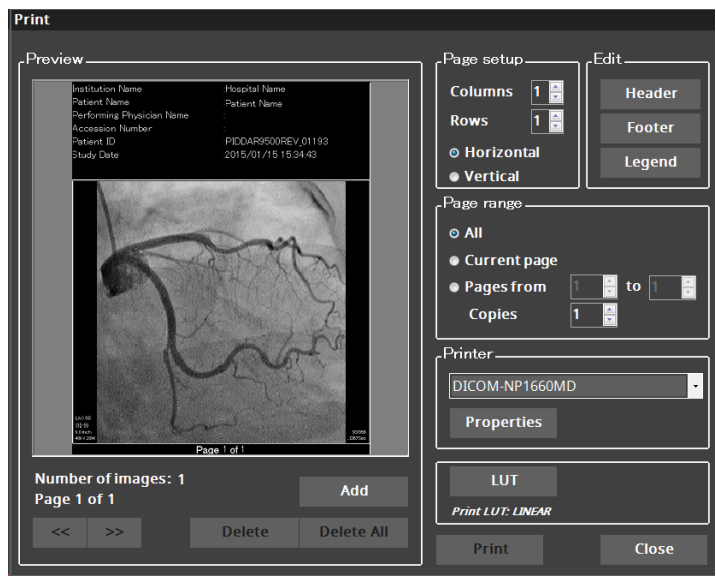 Print
Preview
Institution Name :Hospital Name
Patient Name :Patient Name
Performing Physician Name :
Accession Number :
Patient ID :PIDDAR9500REV_01193
Study Date :2015/01/15 15:34:43
Page 1 of 1
Number of images: 1
Page 1 of 1
Add
<< >> Delete Delete All
Page setup
Columns 1
Rows 1
Horizontal
Vertical
Edit
Header
Footer
Legend
Page range
All
Current page
Pages from 1 to 1
Copies 1
Printer
DICOM-NP1660MD
Properties
LUT
Print LUT: LINEAR
Print Close